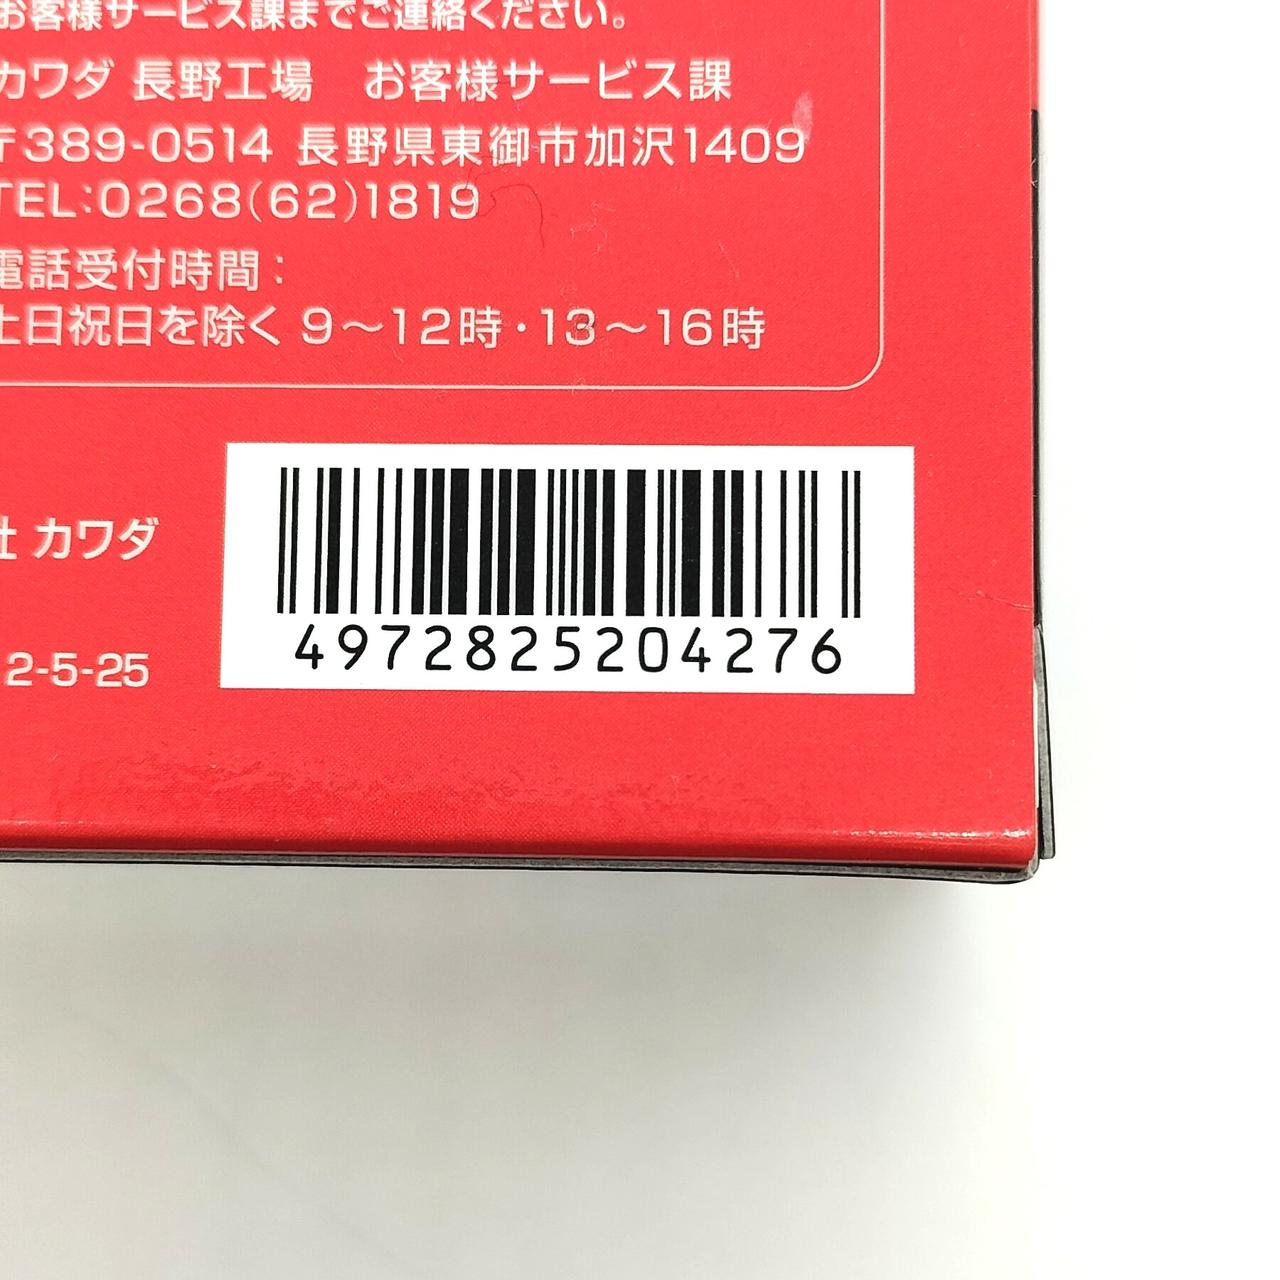 お客様サービス課までご連絡ください。
カワダ 長野工場　お客様サービス課
〒389-0514 長野県東御市加沢1409
TEL:0268(62)1819
電話受付時間：
土日祝日を除く 9～12時・13～16時
社 カワダ
2-5-25
4972825204276